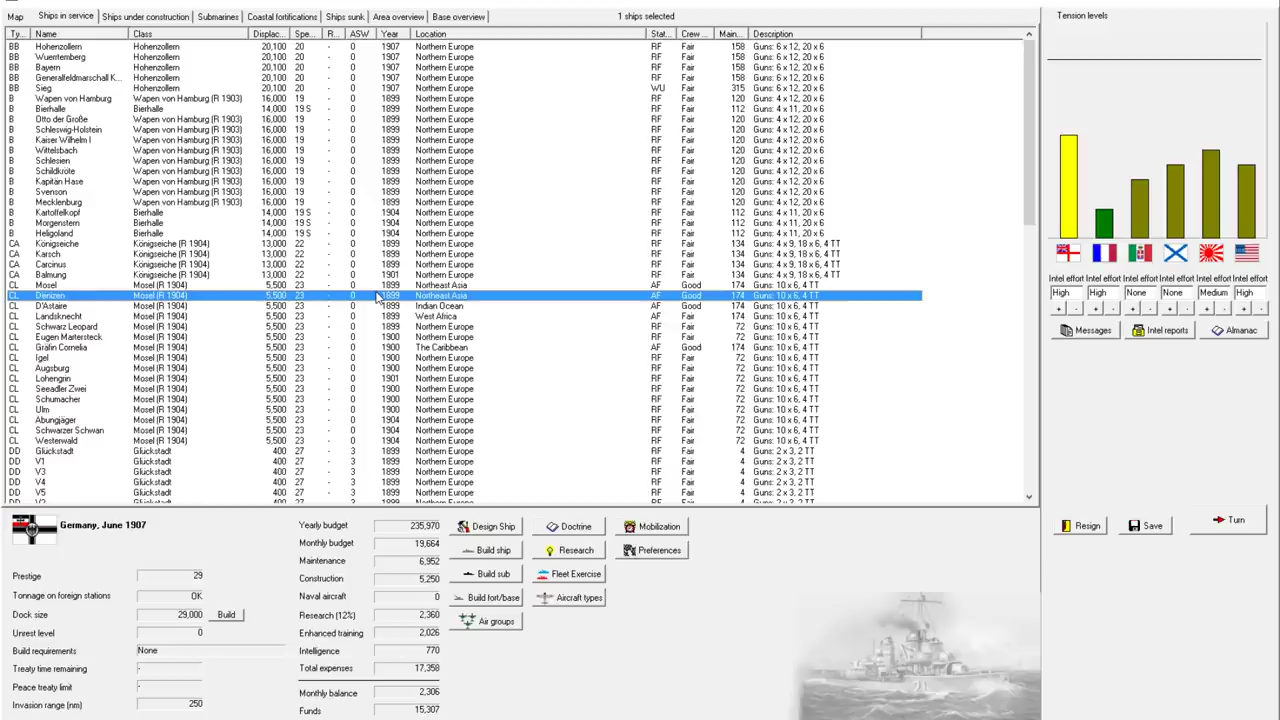 Map Ships in service Ships under construction Submarines Coastal fortifications Ships sunk Area overview Base overview 1 ships selected Tension levels
Ty... Name Class Displac... Spe... R... ASW Year Location Stat... Crew ... Main... Description
BB Hohenzollern Hohenzollern 20,100 20 - 0 1907 Northern Europe RF Fair 158 Guns: 6 x 12, 20 x 6
BB Wuertemberg Hohenzollern 20,100 20 - 0 1907 Northern Europe RF Fair 158 Guns: 6 x 12, 20 x 6
BB Bayern Hohenzollern 20,100 20 - 0 1907 Northern Europe RF Fair 158 Guns: 6 x 12, 20 x 6
BB Generalfeldmarschall K... Hohenzollern 20,100 20 - 0 1907 Northern Europe RF Fair 158 Guns: 6 x 12, 20 x 6
BB Sieg Hohenzollern 20,100 20 - 0 1907 Northern Europe WU Fair 315 Guns: 6 x 12, 20 x 6
B Wapen von Hamburg Wapen von Hamburg (R 1903) 16,000 19 - 0 1899 Northern Europe RF Fair 120 Guns: 4 x 12, 20 x 6
B Bierhalle Bierhalle 14,000 19 S - 0 1899 Northern Europe RF Fair 112 Guns: 4 x 11, 20 x 6
B Otto der Große Wapen von Hamburg (R 1903) 16,000 19 - 0 1899 Northern Europe RF Fair 120 Guns: 4 x 12, 20 x 6
B Schleswig-Holstein Wapen von Hamburg (R 1903) 16,000 19 - 0 1899 Northern Europe RF Fair 120 Guns: 4 x 12, 20 x 6
B Kaiser Wilhelm I Wapen von Hamburg (R 1903) 16,000 19 - 0 1899 Northern Europe RF Fair 120 Guns: 4 x 12, 20 x 6
B Wittelsbach Wapen von Hamburg (R 1903) 16,000 19 - 0 1899 Northern Europe RF Fair 120 Guns: 4 x 12, 20 x 6
B Schlesien Wapen von Hamburg (R 1903) 16,000 19 - 0 1899 Northern Europe RF Fair 120 Guns: 4 x 12, 20 x 6
B Schildkröte Wapen von Hamburg (R 1903) 16,000 19 - 0 1899 Northern Europe RF Fair 120 Guns: 4 x 12, 20 x 6
B Kapitän Hase Wapen von Hamburg (R 1903) 16,000 19 - 0 1899 Northern Europe RF Fair 120 Guns: 4 x 12, 20 x 6
B Svenson Wapen von Hamburg (R 1903) 16,000 19 - 0 1899 Northern Europe RF Fair 120 Guns: 4 x 12, 20 x 6
B Mecklenburg Wapen von Hamburg (R 1903) 16,000 19 - 0 1899 Northern Europe RF Fair 120 Guns: 4 x 12, 20 x 6
B Kartoffelkopf Bierhalle 14,000 19 S - 0 1904 Northern Europe RF Fair 112 Guns: 4 x 11, 20 x 6
B Morgenstern Bierhalle 14,000 19 S - 0 1904 Northern Europe RF Fair 112 Guns: 4 x 11, 20 x 6
B Heligoland Bierhalle 14,000 19 S - 0 1904 Northern Europe RF Fair 112 Guns: 4 x 11, 20 x 6
CA Königseiche Königseiche (R 1904) 13,000 22 - 0 1899 Northern Europe RF Fair 134 Guns: 4 x 9, 18 x 6, 4 TT
CA Karsch Königseiche (R 1904) 13,000 22 - 0 1899 Northern Europe RF Fair 134 Guns: 4 x 9, 18 x 6, 4 TT
CA Carcinus Königseiche (R 1904) 13,000 22 - 0 1899 Northern Europe RF Fair 134 Guns: 4 x 9, 18 x 6, 4 TT
CA Balmung Königseiche (R 1904) 13,000 22 - 0 1901 Northern Europe RF Fair 134 Guns: 4 x 9, 18 x 6, 4 TT
CL Mosel Mosel (R 1904) 5,500 23 - 0 1899 Northeast Asia AF Good 174 Guns: 10 x 6, 4 TT
CL Denizen Mosel (R 1904) 5,500 23 - 0 1899 Northeast Asia AF Good 174 Guns: 10 x 6, 4 TT
CL D'Astaire Mosel (R 1904) 5,500 23 - 0 1899 Indian Ocean AF Good 174 Guns: 10 x 6, 4 TT
CL Landsknecht Mosel (R 1904) 5,500 23 - 0 1899 West Africa AF Fair 174 Guns: 10 x 6, 4 TT
CL Schwarz Leopard Mosel (R 1904) 5,500 23 - 0 1899 Northern Europe RF Fair 72 Guns: 10 x 6, 4 TT
CL Eugen Martersteck Mosel (R 1904) 5,500 23 - 0 1899 Northern Europe RF Fair 72 Guns: 10 x 6, 4 TT
CL Gräfin Cornelia Mosel (R 1904) 5,500 23 - 0 1900 The Caribbean AF Good 174 Guns: 10 x 6, 4 TT
CL Igel Mosel (R 1904) 5,500 23 - 0 1900 Northern Europe RF Fair 72 Guns: 10 x 6, 4 TT
CL Augsburg Mosel (R 1904) 5,500 23 - 0 1900 Northern Europe RF Fair 72 Guns: 10 x 6, 4 TT
CL Lohengrin Mosel (R 1904) 5,500 23 - 0 1901 Northern Europe RF Fair 72 Guns: 10 x 6, 4 TT
CL Seeadler Zwei Mosel (R 1904) 5,500 23 - 0 1900 Northern Europe RF Fair 72 Guns: 10 x 6, 4 TT
CL Schumacher Mosel (R 1904) 5,500 23 - 0 1900 Northern Europe RF Fair 72 Guns: 10 x 6, 4 TT
CL Ulm Mosel (R 1904) 5,500 23 - 0 1900 Northern Europe RF Fair 72 Guns: 10 x 6, 4 TT
CL Abungjäger Mosel (R 1904) 5,500 23 - 0 1904 Northern Europe RF Fair 72 Guns: 10 x 6, 4 TT
CL Schwarzer Schwan Mosel (R 1904) 5,500 23 - 0 1904 Northern Europe RF Fair 72 Guns: 10 x 6, 4 TT
CL Westerwald Mosel (R 1904) 5,500 23 - 0 1904 Northern Europe RF Fair 72 Guns: 10 x 6, 4 TT
DD Glückstadt Glückstadt 400 27 - 3 1899 Northern Europe RF Fair 4 Guns: 2 x 3, 2 TT
DD V1 Glückstadt 400 27 - 3 1899 Northern Europe RF Fair 4 Guns: 2 x 3, 2 TT
DD V3 Glückstadt 400 27 - 3 1899 Northern Europe RF Fair 4 Guns: 2 x 3, 2 TT
DD V4 Glückstadt 400 27 - 3 1899 Northern Europe RF Fair 4 Guns: 2 x 3, 2 TT
DD V5 Glückstadt 400 27 - 3 1899 Northern Europe RF Fair 4 Guns: 2 x 3, 2 TT
Intel effort Intel effort Intel effort Intel effort Intel effort Intel effort
High High None None Medium High
+ - + - + - + - + - + -
Messages Intel reports Almanac
Resign Save Turn
Germany, June 1907
Prestige 29
Tonnage on foreign stations OK
Dock size 29,000 Build
Unrest level 0
Build requirements None
Treaty time remaining -
Peace treaty limit -
Invasion range (nm) 250
Yearly budget 235,970
Monthly budget 19,664
Maintenance 6,952
Construction 5,250
Naval aircraft 0
Research (12%) 2,360
Enhanced training 2,026
Intelligence 770
Total expenses 17,358
Monthly balance 2,306
Funds 15,307
Design Ship Doctrine Mobilization
Build ship Research Preferences
Build sub Fleet Exercise
Build fort/base Aircraft types
Air groups